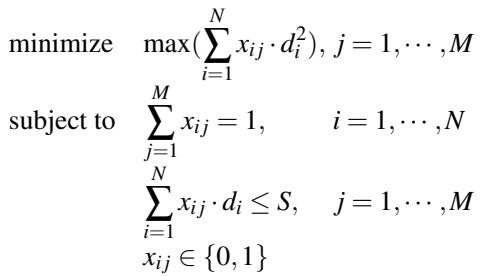 minimize max(∑_{i=1}^{N} x_{ij} · d_i^2), j = 1, ⋯ , M
subject to ∑_{j=1}^{M} x_{ij} = 1, i = 1, ⋯ , N
∑_{i=1}^{N} x_{ij} · d_i ≤ S, j = 1, ⋯ , M
x_{ij} ∈ {0, 1}